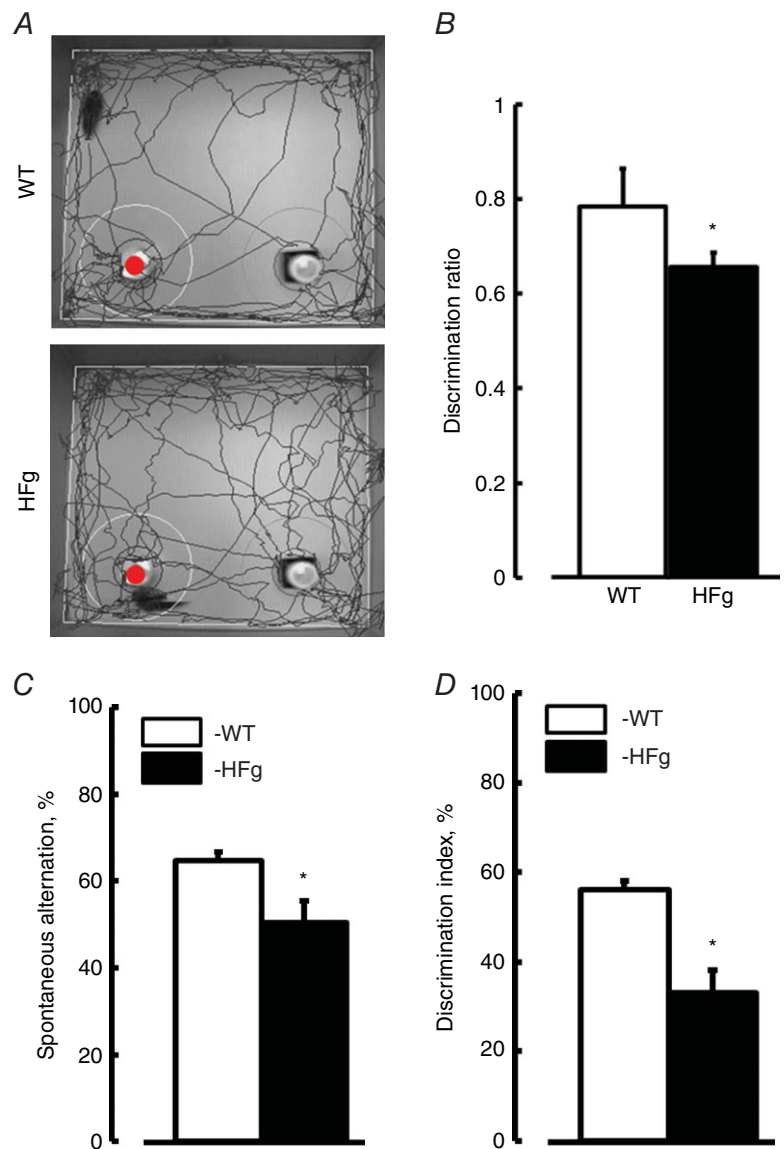 A
WT
HFg
B
Discrimination ratio
1
0.8
0.6
0.4
0.2
0
*
WT HFg
C
Spontaneous alternation, %
100
80
60
40
20
0
-WT
-HFg
*
D
Discrimination index, %
100
80
60
40
20
0
-WT
-HFg
*